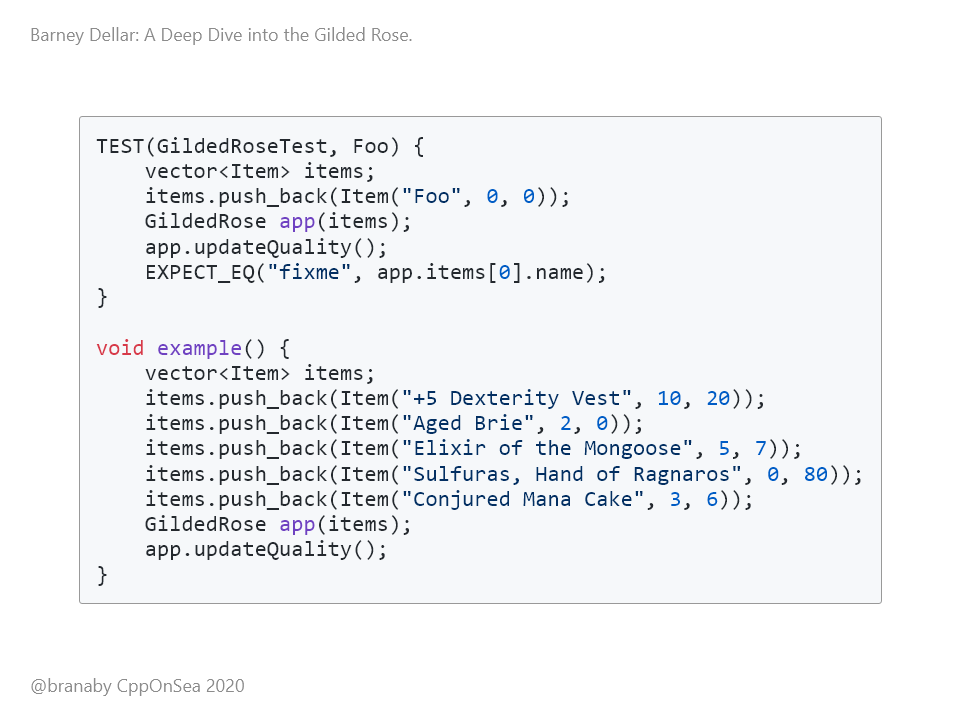 Barney Dellar: A Deep Dive into the Gilded Rose.
TEST(GildedRoseTest, Foo) {
    vector<Item> items;
    items.push_back(Item("Foo", 0, 0));
    GildedRose app(items);
    app.updateQuality();
    EXPECT_EQ("fixme", app.items[0].name);
}
void example() {
    vector<Item> items;
    items.push_back(Item("+5 Dexterity Vest", 10, 20));
    items.push_back(Item("Aged Brie", 2, 0));
    items.push_back(Item("Elixir of the Mongoose", 5, 7));
    items.push_back(Item("Sulfuras, Hand of Ragnaros", 0, 80));
    items.push_back(Item("Conjured Mana Cake", 3, 6));
    GildedRose app(items);
    app.updateQuality();
}
@branaby CppOnSea 2020